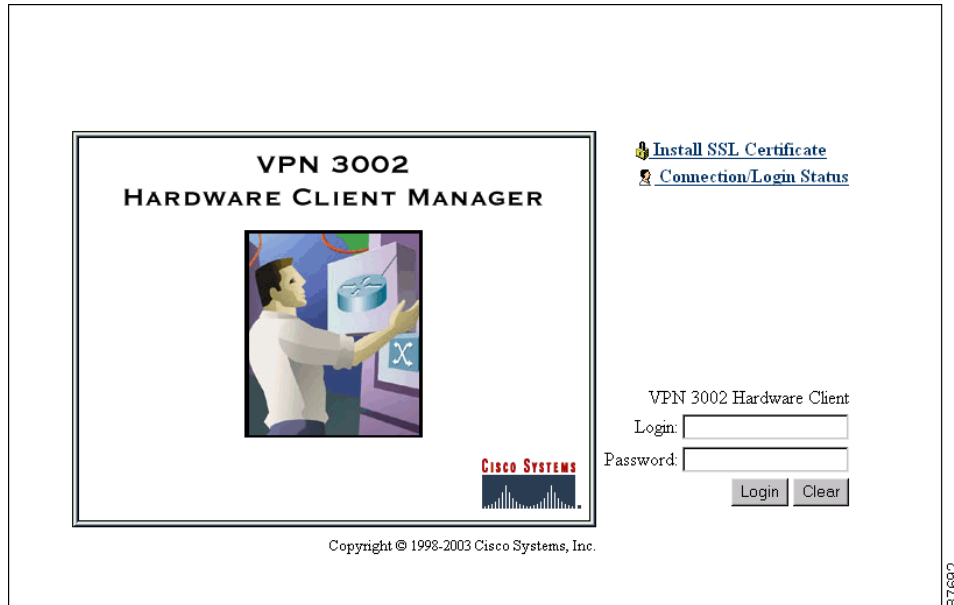 VPN 3002
HARDWARE CLIENT MANAGER
CISCO SYSTEMS
Install SSL Certificate
Connection/Login Status
VPN 3002 Hardware Client
Login:
Password:
Login Clear
Copyright © 1998-2003 Cisco Systems, Inc.
87692